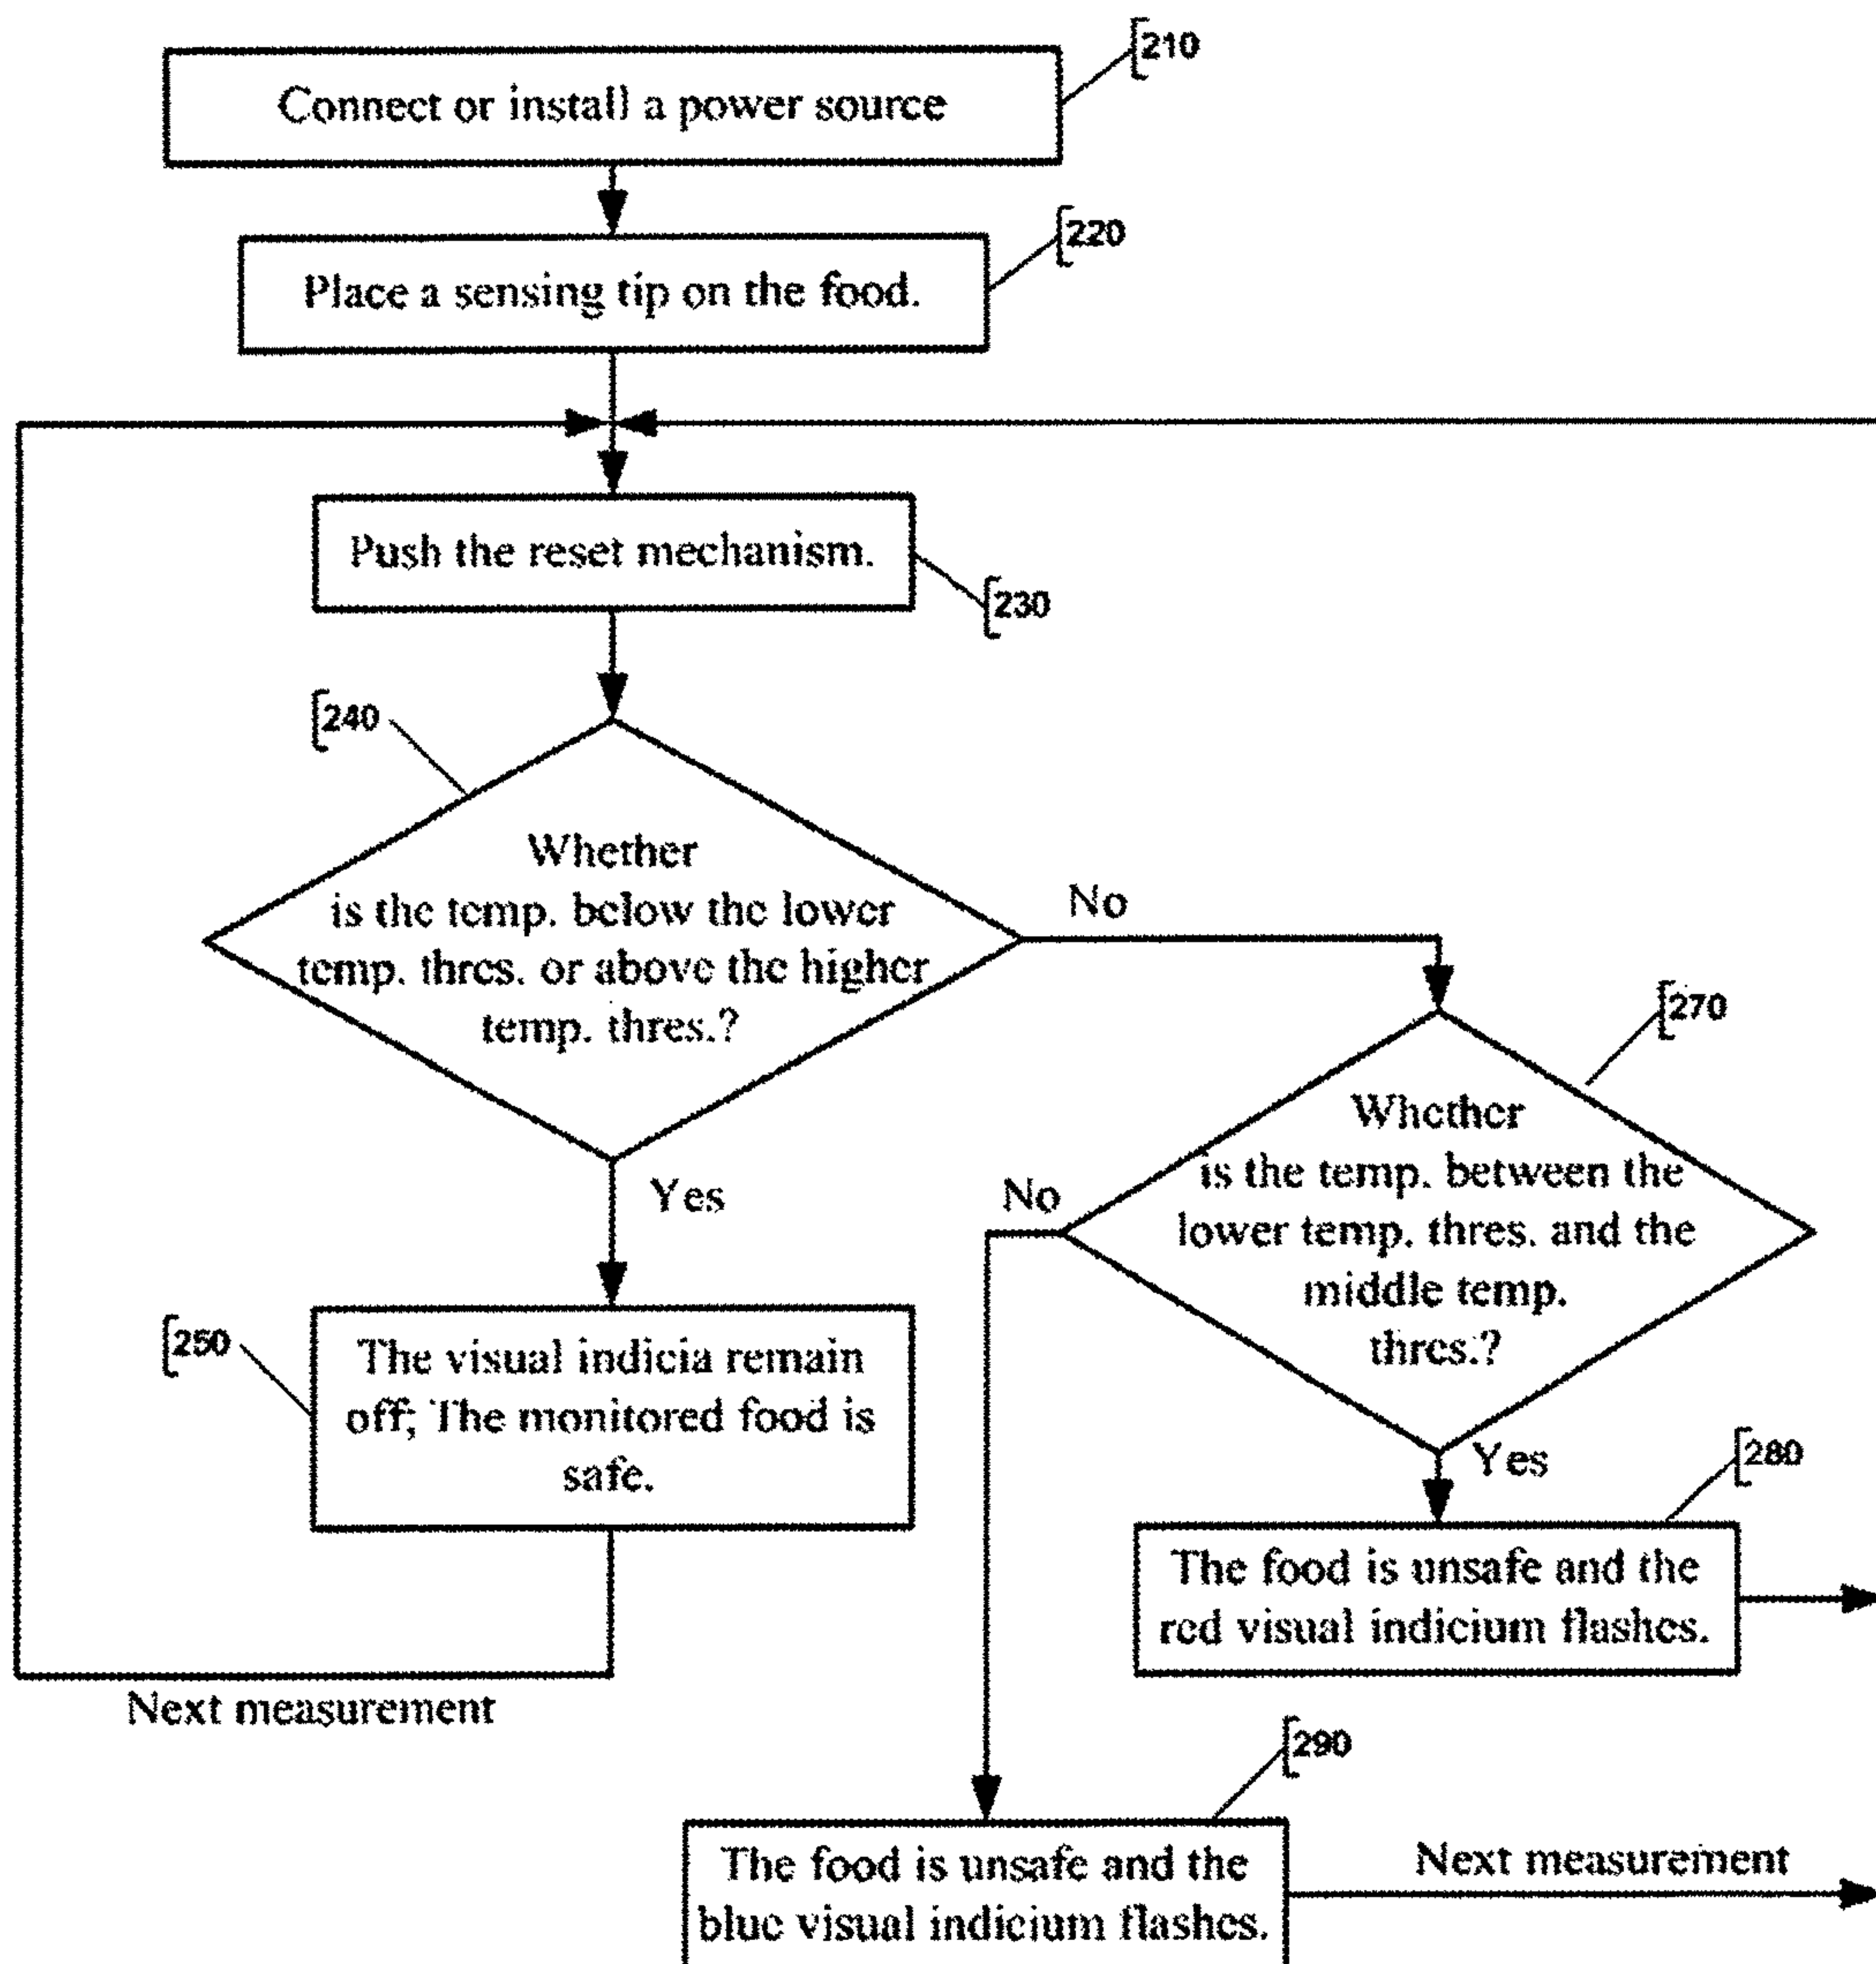 210
Connect or install a power source
220
Place a sensing tip on the food.
Push the reset mechanism.
230
240
Whether
is the temp. below the lower
temp. thres. or above the higher
temp. thres.?
No
270
Whether
is the temp. between the
lower temp. thres. and the
middle temp.
thres.?
No
Yes
Yes
250
The visual indicia remain
off; The monitored food is
safe.
280
The food is unsafe and the
red visual indicium flashes.
Next measurement
290
The food is unsafe and the
blue visual indicium flashes.
Next measurement